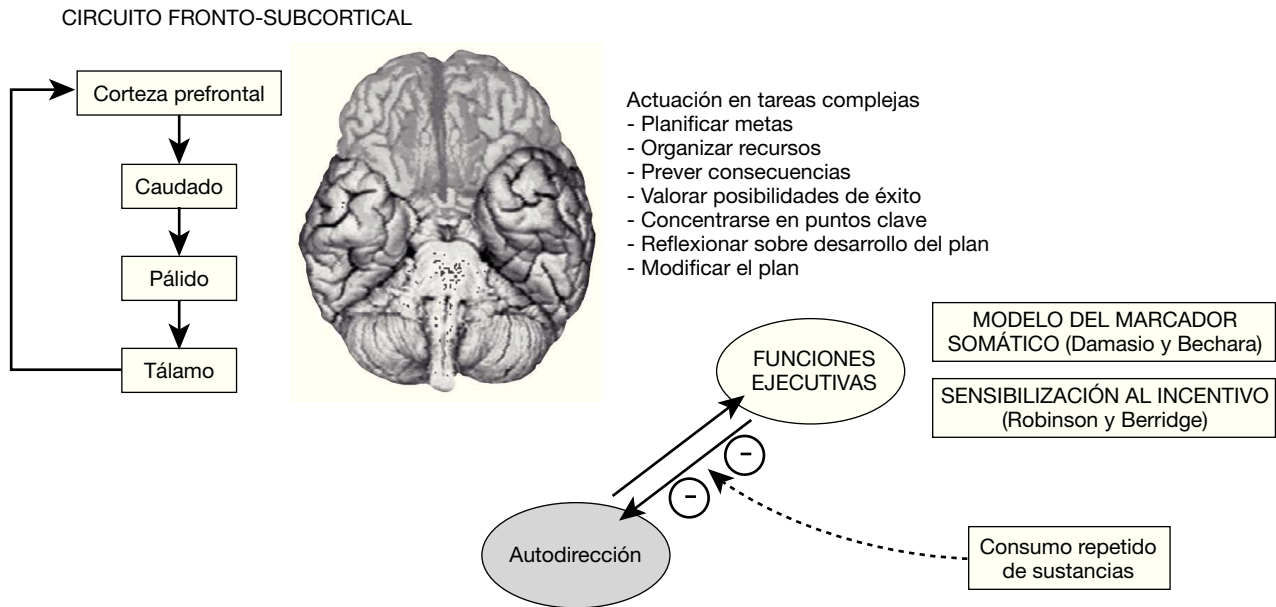 CIRCUITO FRONTO-SUBCORTICAL
Corteza prefrontal
Caudado
Pálido
Tálamo
Actuación en tareas complejas
- Planificar metas
- Organizar recursos
- Prever consecuencias
- Valorar posibilidades de éxito
- Concentrarse en puntos clave
- Reflexionar sobre desarrollo del plan
- Modificar el plan
MODELO DEL MARCADOR
SOMÁTICO (Damasio y Bechara)
FUNCIONES
EJECUTIVAS
SENSIBILIZACIÓN AL INCENTIVO
(Robinson y Berridge)
-
-
Autodirección
Consumo repetido
de sustancias